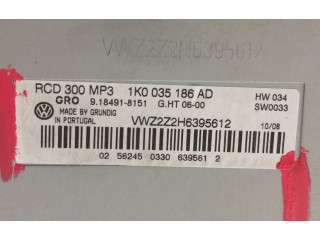 VWZ2Z2H6395612
RCD 300 MP3 1K0 035 186 AD
GRO 9.18491-8151 G.HT 06-00
HW 034
SW0033
MADE BY GRUNDIG
IN PORTUGAL
VWZ2Z2H6395612
10/08
02 56245 0330 639561 2